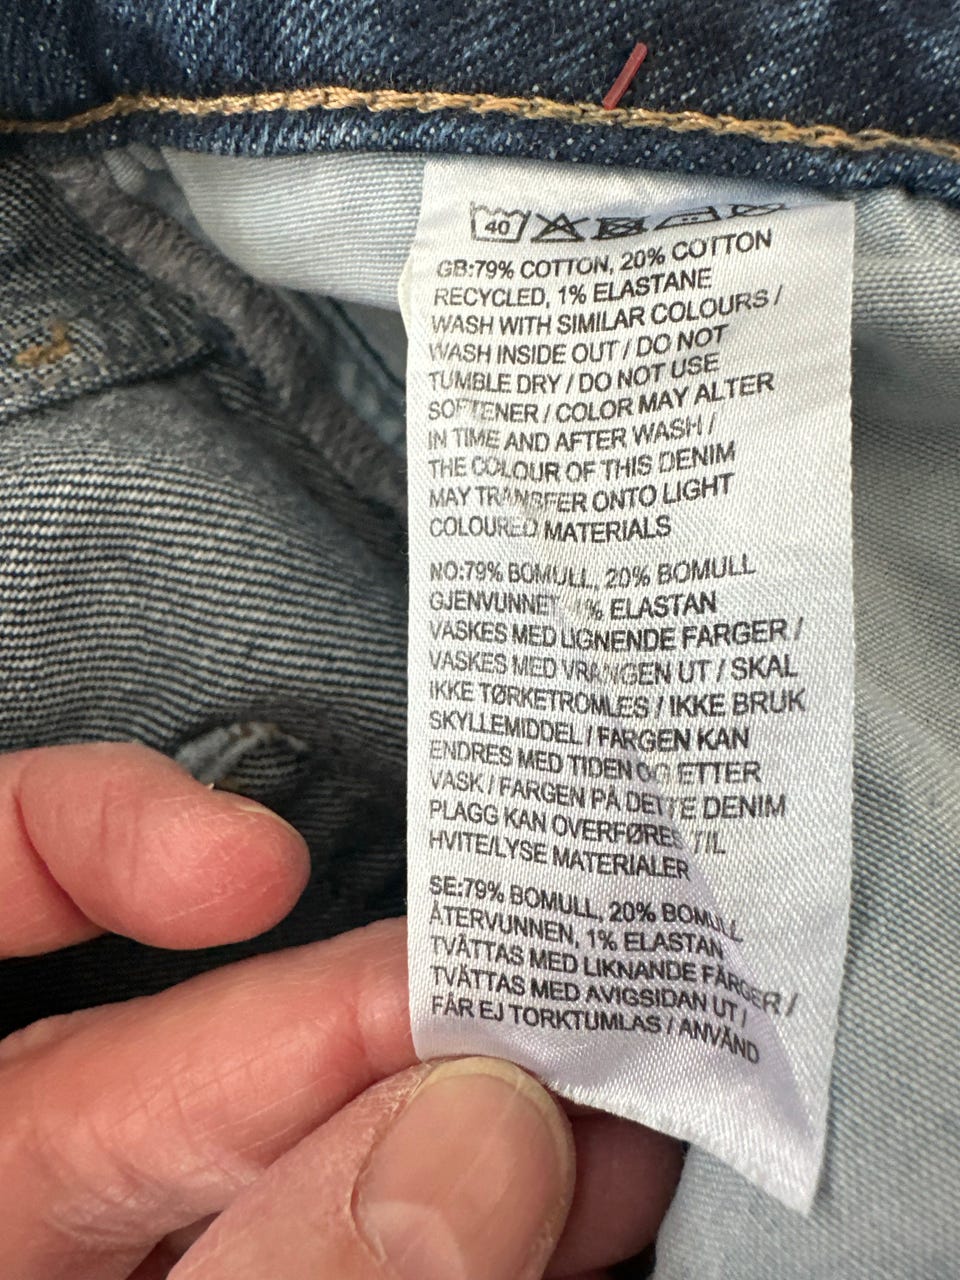 40
GB:79% COTTON, 20% COTTON
RECYCLED, 1% ELASTANE
WASH WITH SIMILAR COLOURS /
WASH INSIDE OUT / DO NOT
TUMBLE DRY / DO NOT USE
SOFTENER / COLOR MAY ALTER
IN TIME AND AFTER WASH /
THE COLOUR OF THIS DENIM
MAY TRANSFER ONTO LIGHT
COLOURED MATERIALS
NO:79% BOMULL, 20% BOMULL
GJENVUNNET, 1% ELASTAN
VASKES MED LIGNENDE FARGER /
VASKES MED VRANGEN UT / SKAL
IKKE TØRKETROMLES / IKKE BRUK
SKYLLEMIDDEL / FARGEN KAN
ENDRES MED TIDEN OG ETTER
VASK / FARGEN PÅ DETTE DENIM
PLAGG KAN OVERFØRES TIL
HVITE/LYSE MATERIALER
SE:79% BOMULL, 20% BOMULL
ÅTERVUNNEN, 1% ELASTAN
TVÄTTAS MED LIKNANDE FÄRGER /
TVÄTTAS MED AVIGSIDAN UT /
FÅR EJ TORKTUMLAS / ANVÄND